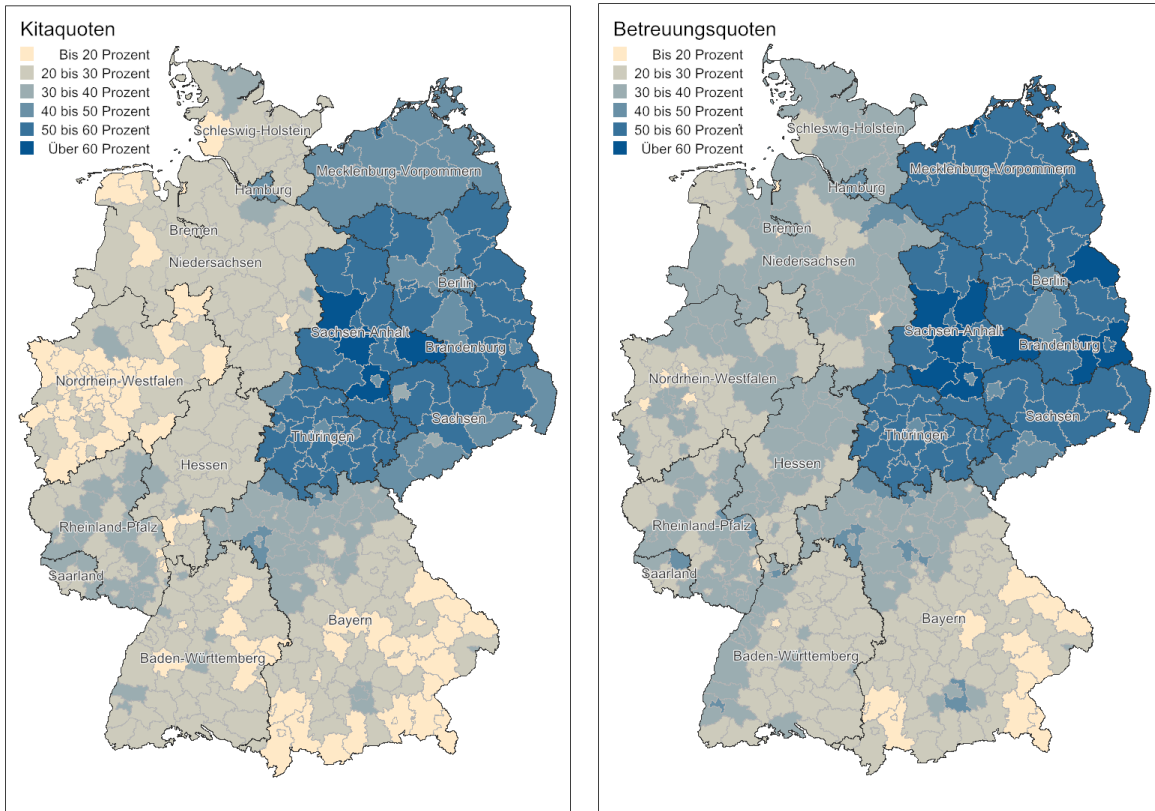 Kitaquoten
Bis 20 Prozent
20 bis 30 Prozent
30 bis 40 Prozent
40 bis 50 Prozent
50 bis 60 Prozent
Über 60 Prozent
Schleswig-Holstein
Mecklenburg-Vorpommern
Hamburg
Bremen
Niedersachsen
Berlin
Sachsen-Anhalt
Brandenburg
Nordrhein-Westfalen
Sachsen
Thüringen
Hessen
Rheinland-Pfalz
Saarland
Bayern
Baden-Württemberg
Betreuungsquoten
Bis 20 Prozent
20 bis 30 Prozent
30 bis 40 Prozent
40 bis 50 Prozent
50 bis 60 Prozent
Über 60 Prozent
Schleswig-Holstein
Mecklenburg-Vorpommern
Hamburg
Bremen
Niedersachsen
Berlin
Sachsen-Anhalt
Brandenburg
Nordrhein-Westfalen
Sachsen
Thüringen
Hessen
Rheinland-Pfalz
Saarland
Bayern
Baden-Württemberg